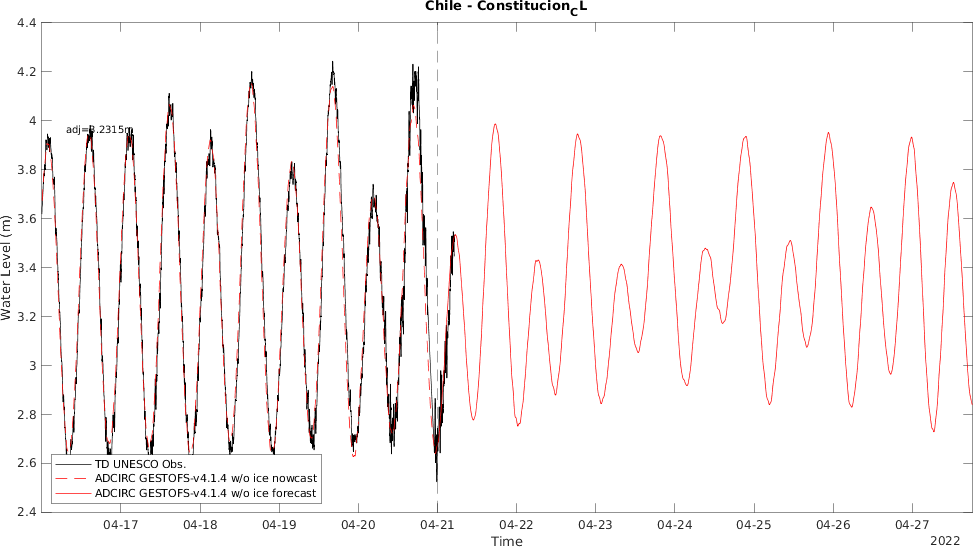 Chile - Constitucion_CL
4.4
4.2
4
3.8
3.6
3.4
3.2
3
2.8
2.6
2.4
Water Level (m)
adj=3.2315m
TD UNESCO Obs.
ADCIRC GESTOFS-v4.1.4 w/o ice nowcast
ADCIRC GESTOFS-v4.1.4 w/o ice forecast
04-17 04-18 04-19 04-20 04-21 04-22 04-23 04-24 04-25 04-26 04-27
Time
2022